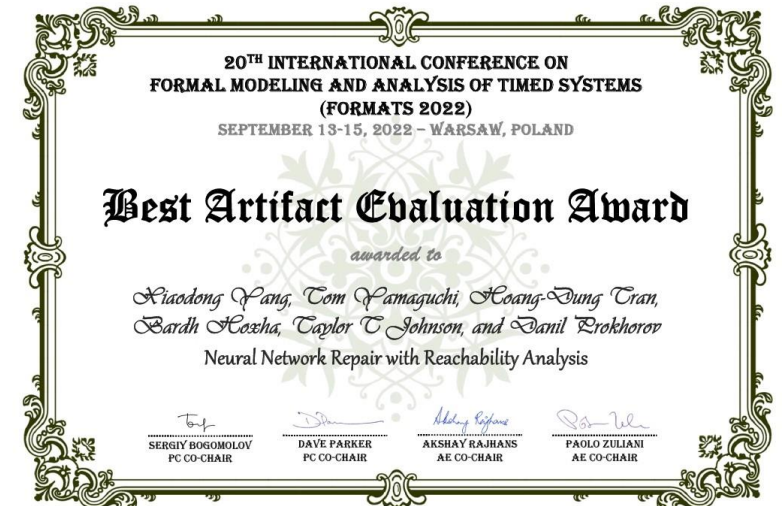 20TH INTERNATIONAL CONFERENCE ON
FORMAL MODELING AND ANALYSIS OF TIMED SYSTEMS
(FORMATS 2022)
SEPTEMBER 13-15, 2022 – WARSAW, POLAND
Best Artifact Evaluation Award
awarded to
Xiaodong Yang, Tom Yamaguchi, Hoang-Dung Tran,
Bardh Hoxha, Taylor T Johnson, and Danil Prokhorov
Neural Network Repair with Reachability Analysis
Akshay Rajhans
SERGIY BOGOMOLOV DAVE PARKER AKSHAY RAJHANS PAOLO ZULIANI
PC CO-CHAIR PC CO-CHAIR AE CO-CHAIR AE CO-CHAIR